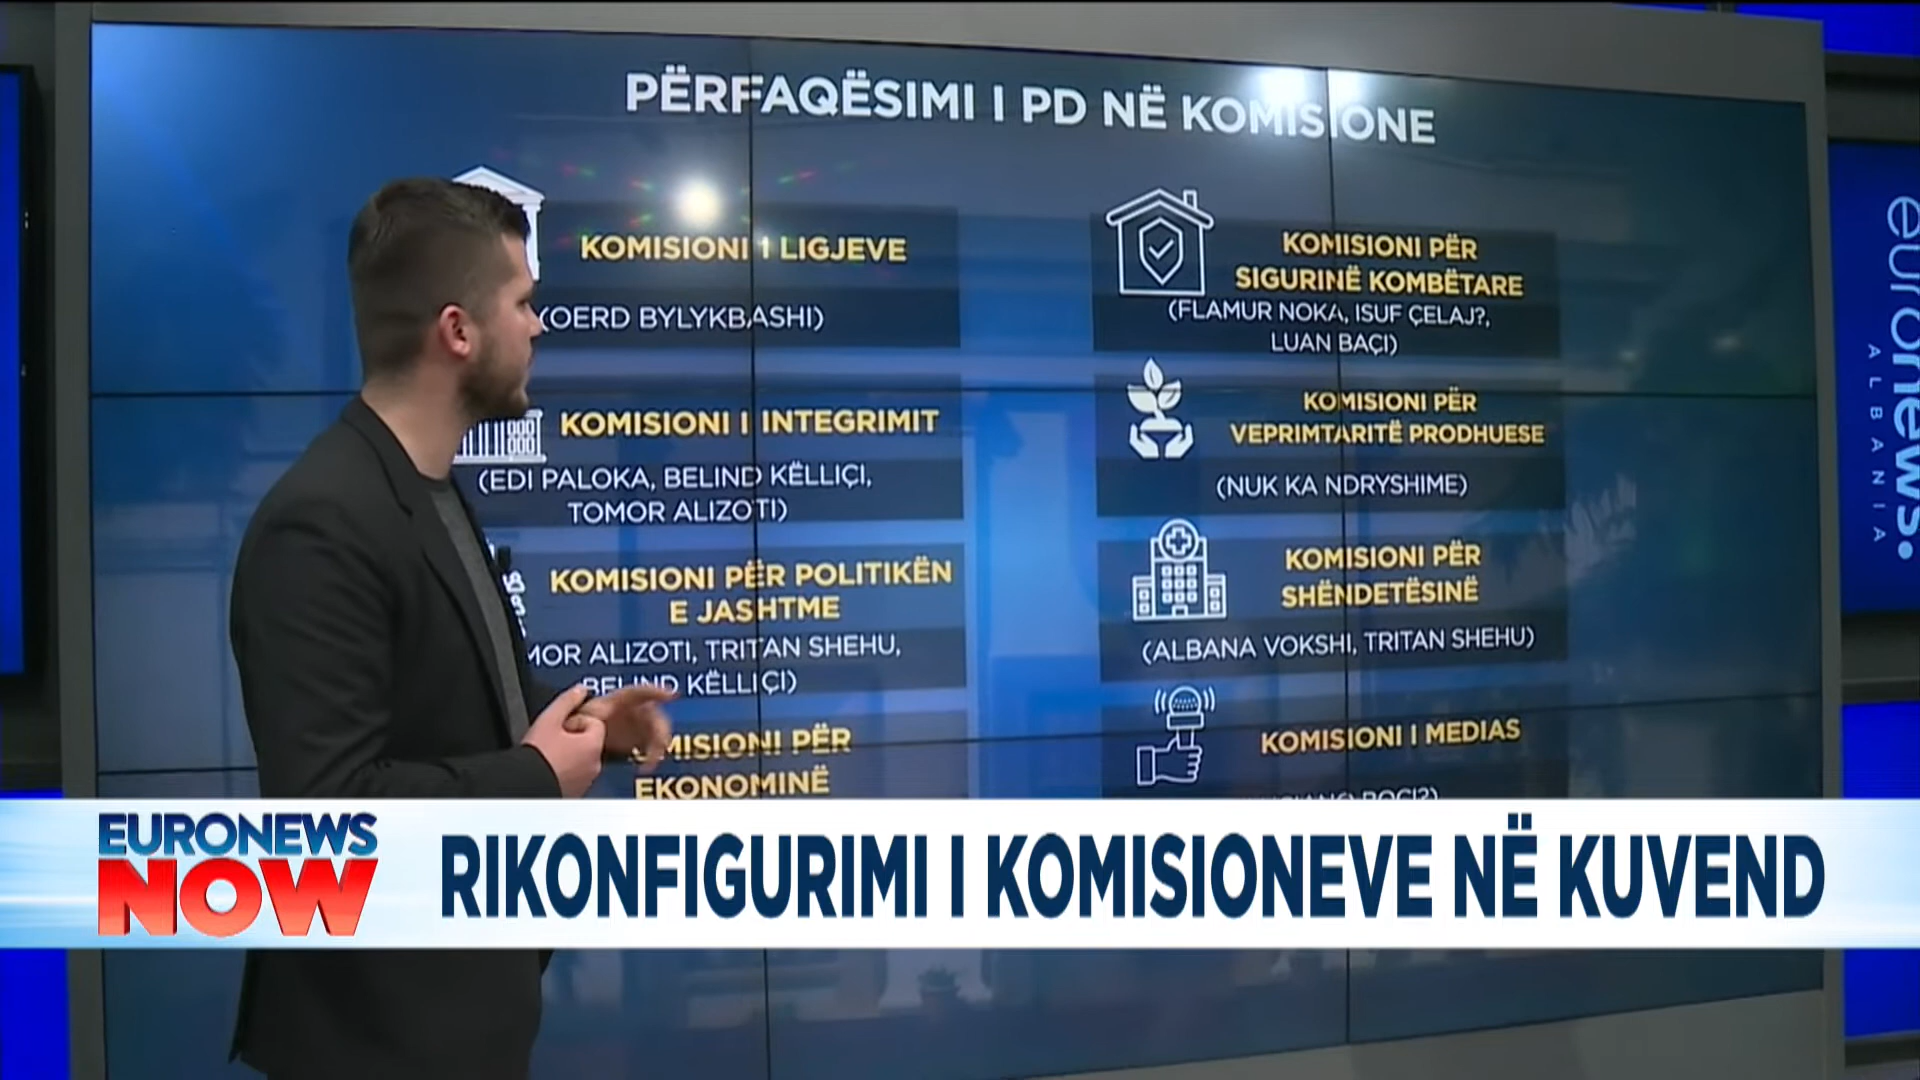 PËRFAQËSIMI I PD NË KOMISIONE
KOMISIONI I LIGJEVE
(OERD BYLYKBASHI)
KOMISIONI I INTEGRIMIT
(EDI PALOKA, BELIND KËLLIÇI,
TOMOR ALIZOTI)
KOMISIONI PËR POLITIKËN
E JASHTME
ALIZOTI, TRITAN SHEHU,
BELIND KËLLIÇI)
PËR
EKONOMINË
KOMISIONI PËR
SIGURINË KOMBËTARE
(FLAMUR NOKA, ISUF ÇELAJ?,
LUAN BAÇI)
KOMISIONI PËR
VEPRIMTARITË PRODHUESE
(NUK KA NDRYSHIME)
KOMISIONI PËR
SHËNDETËSINË
(ALBANA VOKSHI, TRITAN SHEHU)
KOMISIONI I MEDIAS
euronews.
ALBANIA
EURONEWS
NOW
RIKONFIGURIMI I KOMISIONEVE NË KUVEND